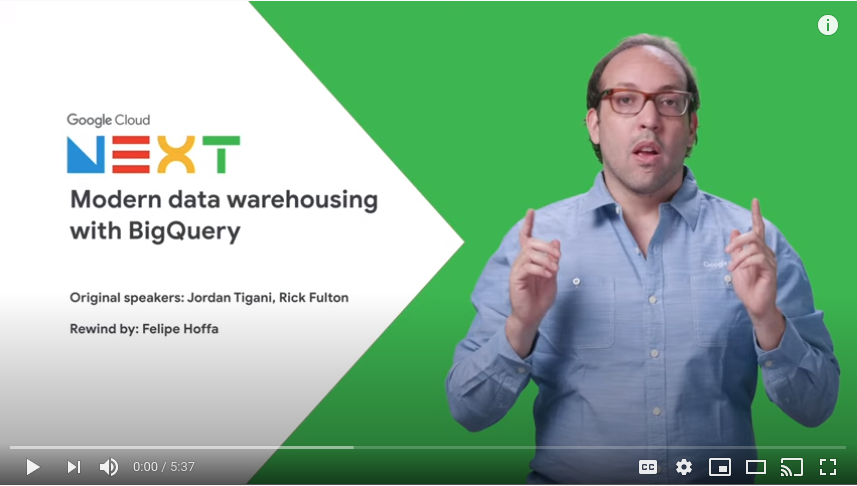 Google Cloud
NEXT
Modern data warehousing
with BigQuery
Original speakers: Jordan Tigani, Rick Fulton
Rewind by: Felipe Hoffa
Google
0:00 / 5:37
CC